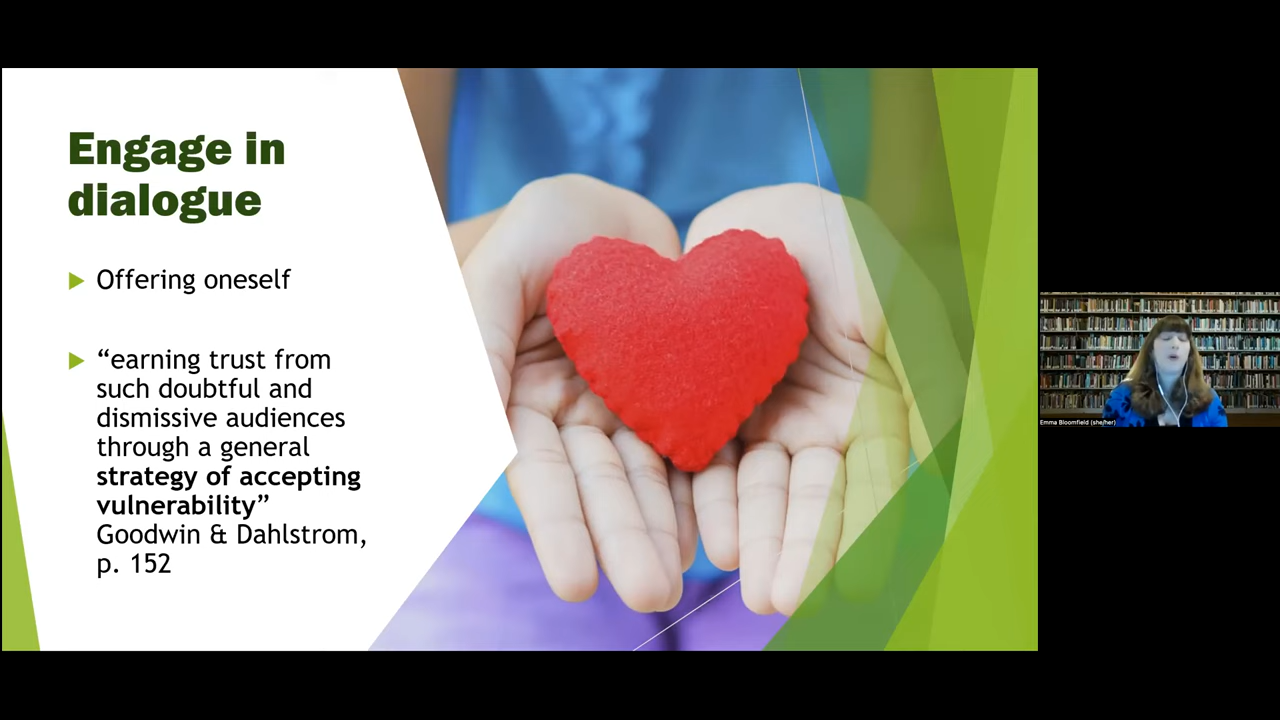 Engage in
dialogue
Offering oneself
“earning trust from
such doubtful and
dismissive audiences
through a general
strategy of accepting
vulnerability”
Goodwin & Dahlstrom,
p. 152
Emma Bloomfield (she/her)